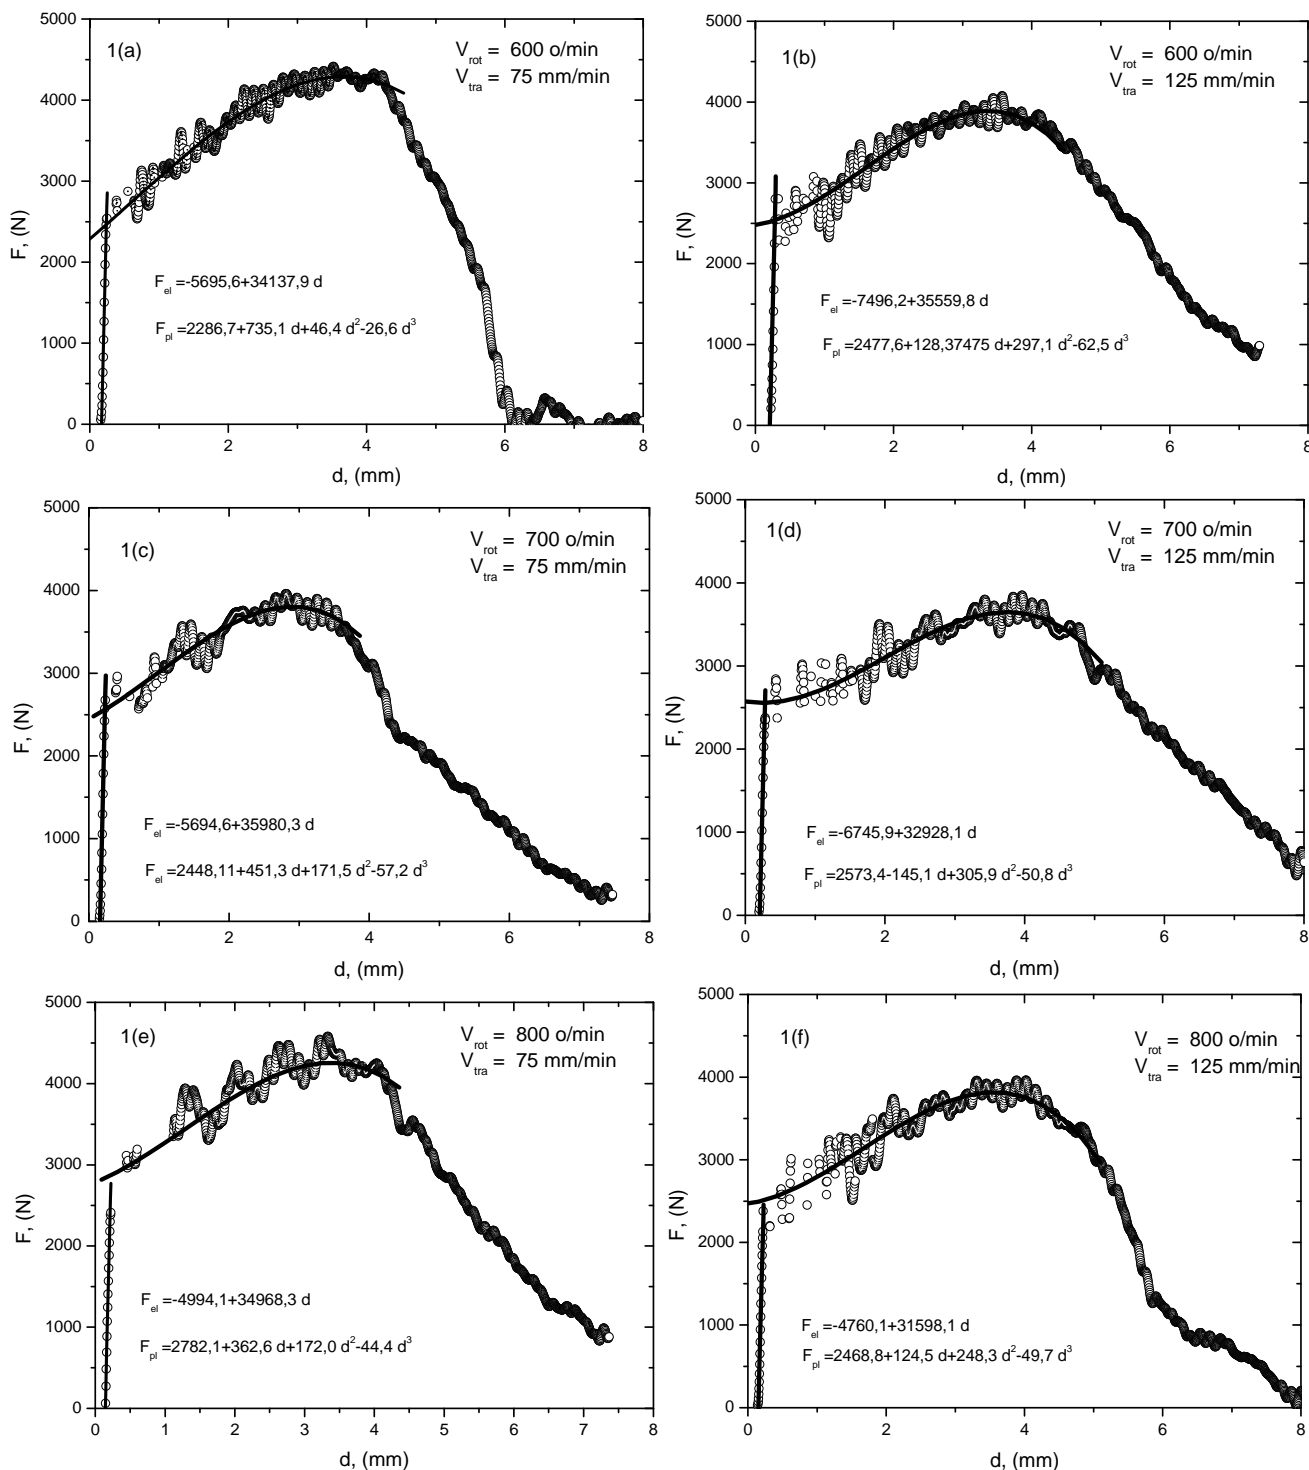 1(a)
V_rot = 600 o/min
V_tra = 75 mm/min
F, (N)
5000
4000
3000
2000
1000
0
F_el =-5695,6+34137,9 d
F_pl =2286,7+735,1 d+46,4 d²-26,6 d³
0 2 4 6 8
d, (mm)
1(b)
V_rot = 600 o/min
V_tra = 125 mm/min
F, (N)
5000
4000
3000
2000
1000
0
F_el =-7496,2+35559,8 d
F_pl =2477,6+128,37475 d+297,1 d²-62,5 d³
0 2 4 6 8
d, (mm)
1(c)
V_rot = 700 o/min
V_tra = 75 mm/min
F, (N)
5000
4000
3000
2000
1000
0
F_el =-5694,6+35980,3 d
F_el =2448,11+451,3 d+171,5 d²-57,2 d³
0 2 4 6 8
d, (mm)
1(d)
V_rot = 700 o/min
V_tra = 125 mm/min
F, (N)
5000
4000
3000
2000
1000
0
F_el =-6745,9+32928,1 d
F_pl =2573,4-145,1 d+305,9 d²-50,8 d³
0 2 4 6 8
d, (mm)
1(e)
V_rot = 800 o/min
V_tra = 75 mm/min
F, (N)
5000
4000
3000
2000
1000
0
F_el =-4994,1+34968,3 d
F_pl =2782,1+362,6 d+172,0 d²-44,4 d³
0 1 2 3 4 5 6 7 8
d, (mm)
1(f)
V_rot = 800 o/min
V_tra = 125 mm/min
F, (N)
5000
4000
3000
2000
1000
0
F_el =-4760,1+31598,1 d
F_pl =2468,8+124,5 d+248,3 d²-49,7 d³
0 2 4 6 8
d, (mm)